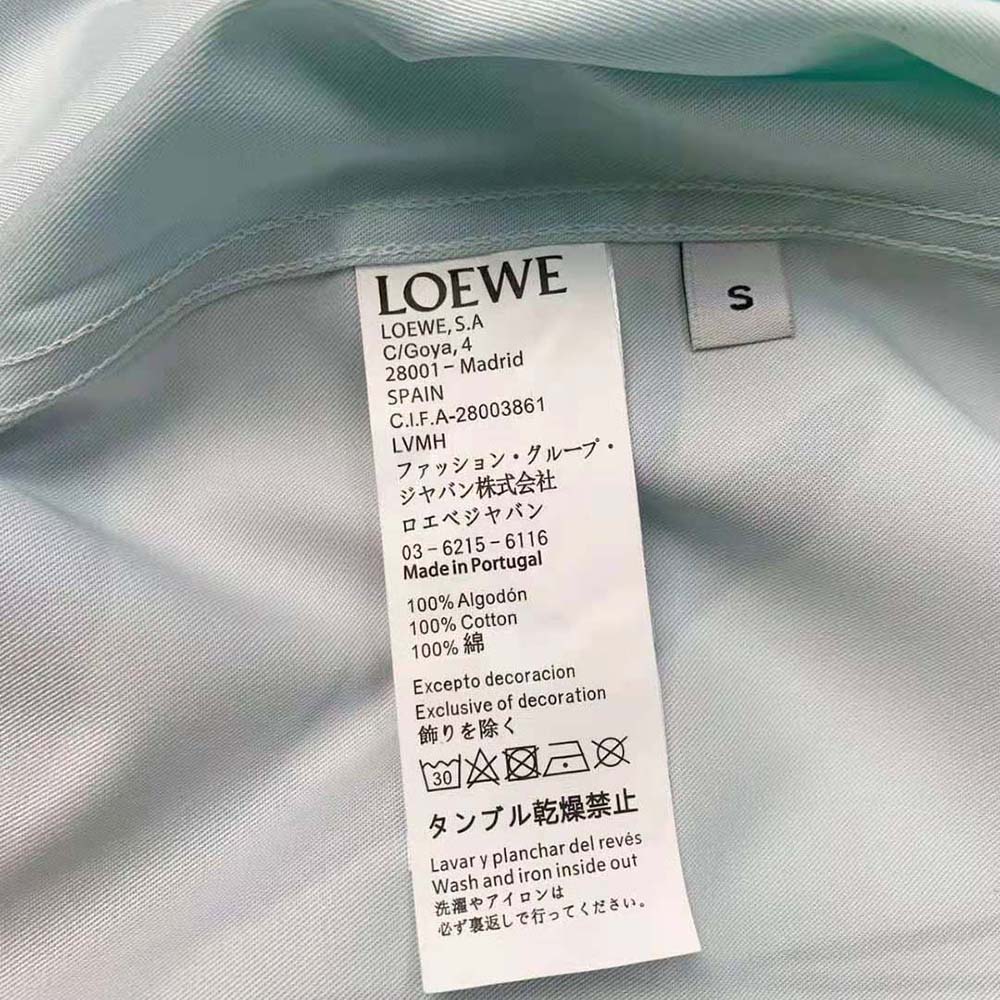 LOEWE
LOEWE, S.A
C/Goya, 4
28001 – Madrid
SPAIN
C.I.F.A-28003861
LVMH
ファッション・グループ・
ジヤバン株式会社
ロエベジヤバン
03 – 6215 – 6116
Made in Portugal
100% Algodón
100% Cotton
100% 綿
Excepto decoracion
Exclusive of decoration
飾りを除く
30
タンブル乾燥禁止
Lavar y planchar del revés
Wash and iron inside out
洗濯やアイロンは
必ず裏返しで行ってください。
S